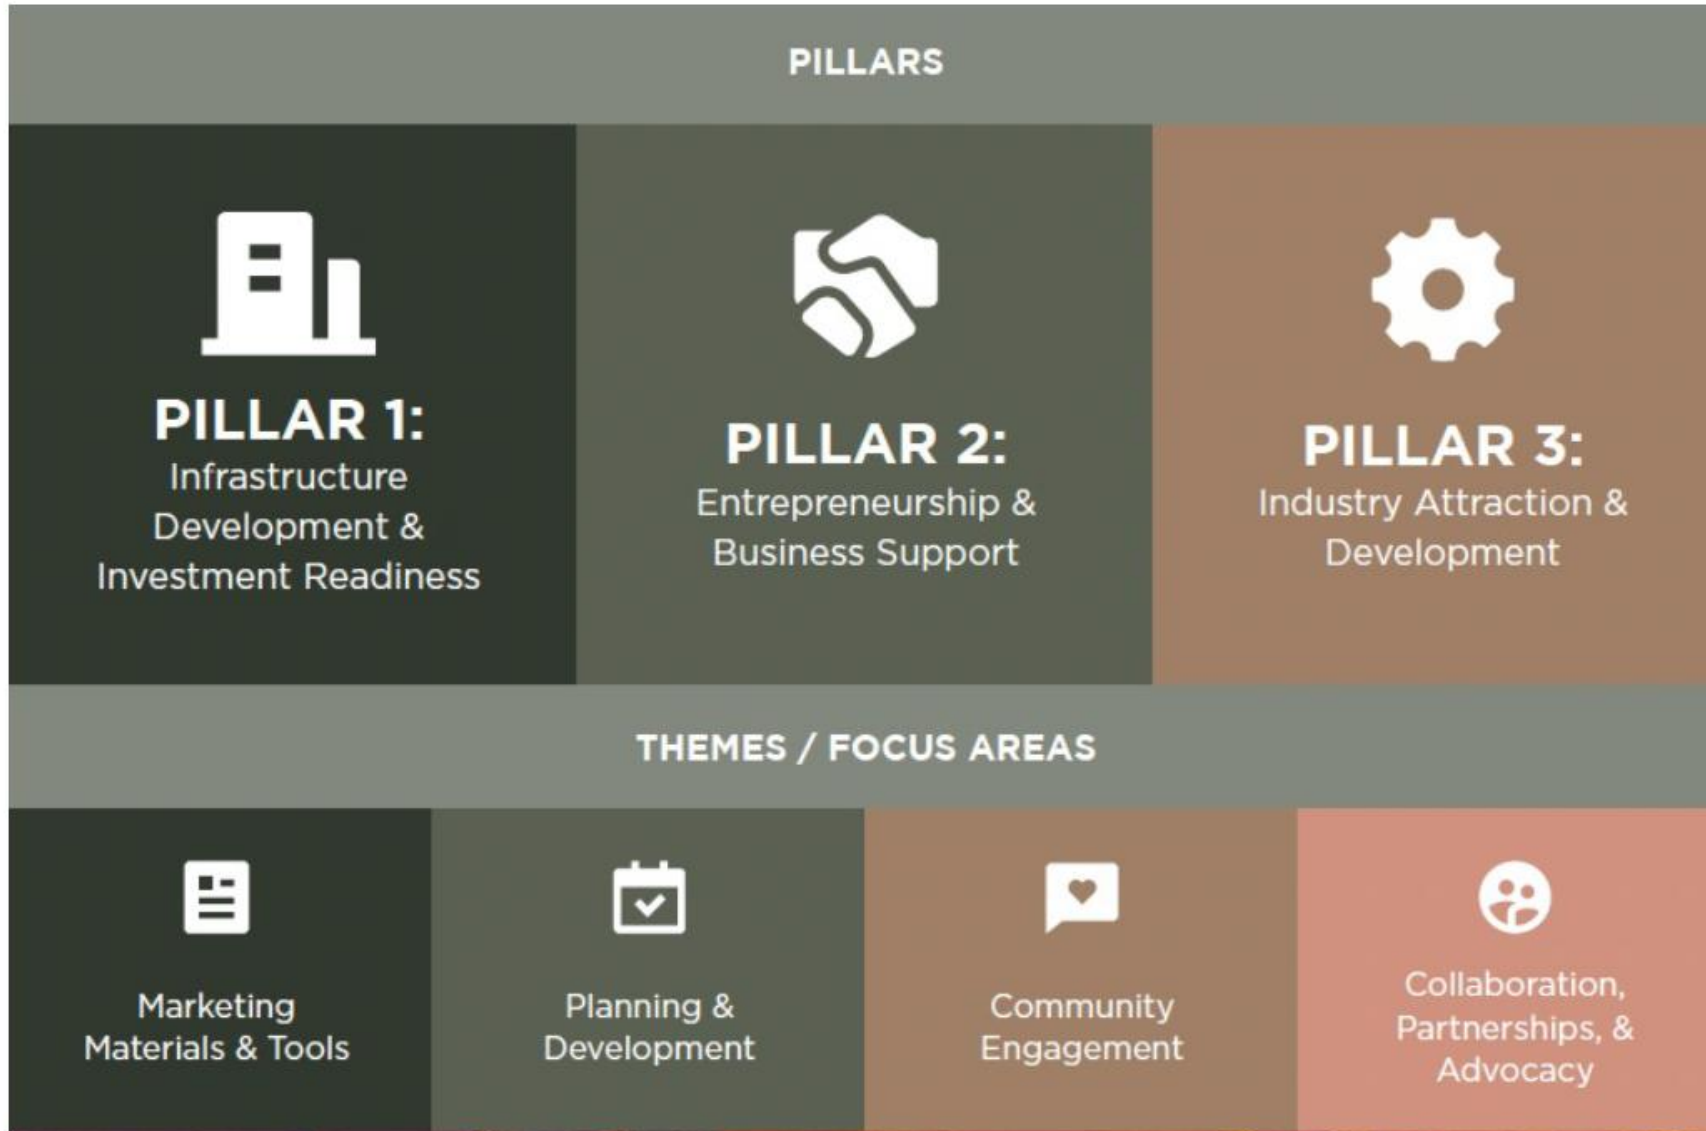 PILLARS
PILLAR 1:
Infrastructure
Development &
Investment Readiness
PILLAR 2:
Entrepreneurship &
Business Support
PILLAR 3:
Industry Attraction &
Development
THEMES / FOCUS AREAS
Marketing
Materials & Tools
Planning &
Development
Community
Engagement
Collaboration,
Partnerships, &
Advocacy